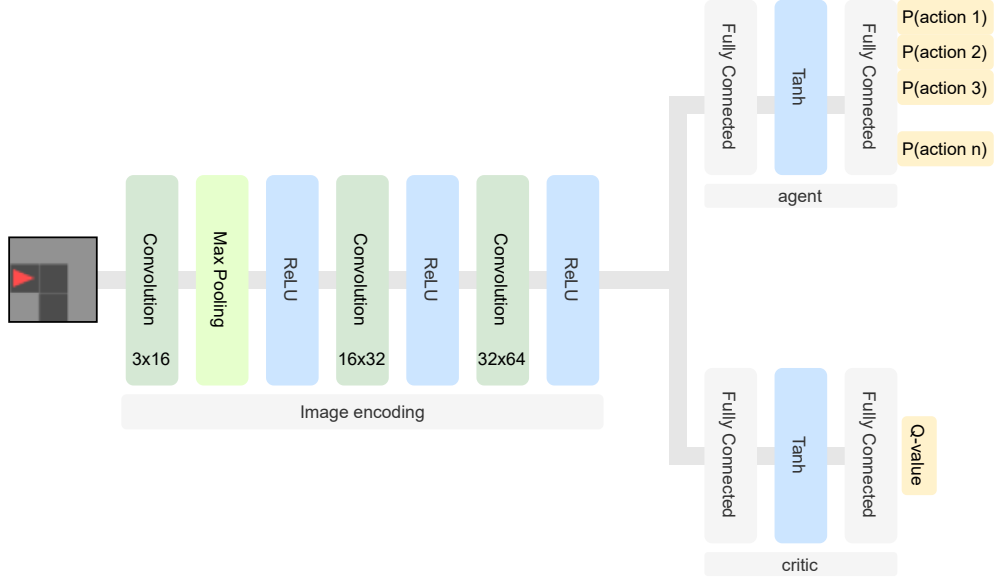 Convolution
3x16
Max Pooling
ReLU
Convolution
16x32
ReLU
Convolution
32x64
ReLU
Image encoding
Fully Connected
Tanh
Fully Connected
P(action 1)
P(action 2)
P(action 3)
P(action n)
agent
Fully Connected
Tanh
Fully Connected
Q-value
critic